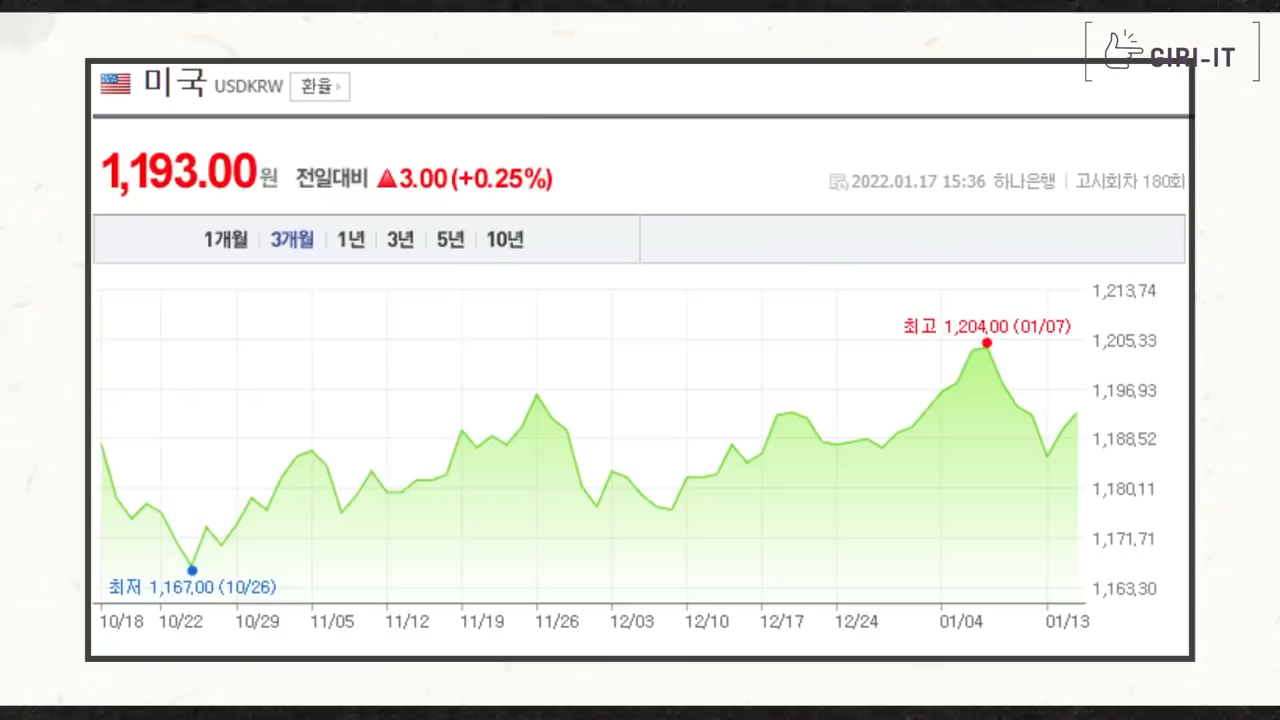 GIRI-IT
미국 USDKRW 환율
1,193.00원 전일대비 ▲3.00 (+0.25%)
2022.01.17 15:36 하나은행 | 고시회차 180회
1개월 | 3개월 | 1년 | 3년 | 5년 | 10년
1,213,74
최고 1,204,00 (01/07)
1,205,33
1,196,93
1,188,52
1,180,11
1,171,71
최저 1,167,00 (10/26)
1,163,30
10/18 10/22 10/29 11/05 11/12 11/19 11/26 12/03 12/10 12/17 12/24 01/04 01/13